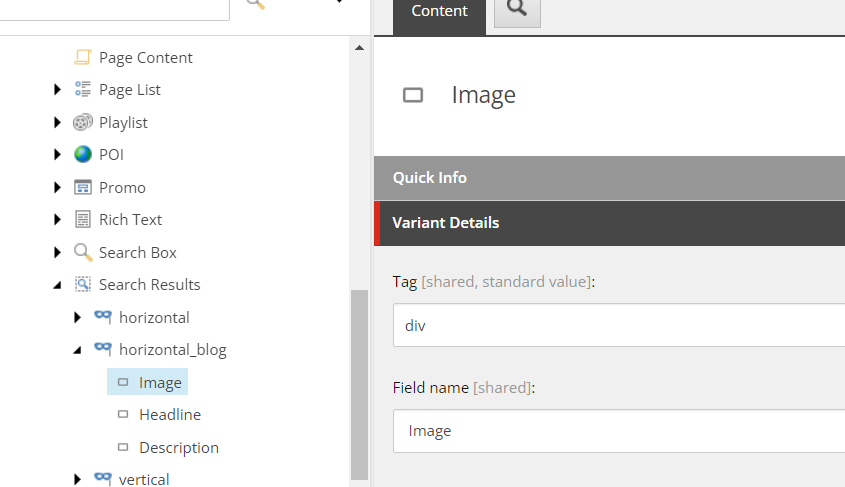 Page Content
Page List
Playlist
POI
Promo
Rich Text
Search Box
Search Results
horizontal
horizontal_blog
Image
Headline
Description
vertical
Content
Image
Quick Info
Variant Details
Tag [shared, standard value]:
div
Field name [shared]:
Image